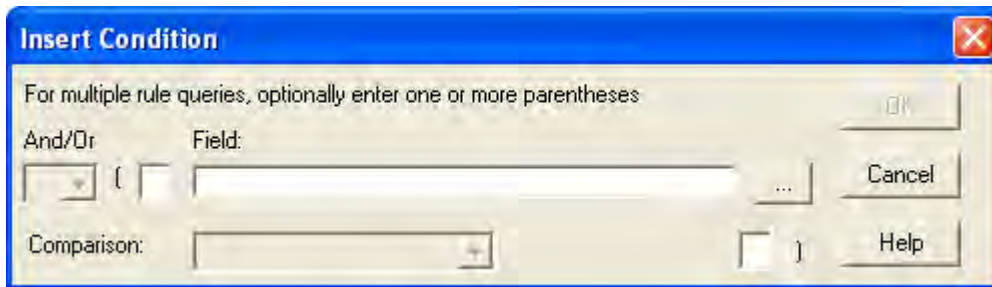 Insert Condition
For multiple rule queries, optionally enter one or more parentheses
OK
And/Or
Field:
(
...
Cancel
Comparison:
)
Help